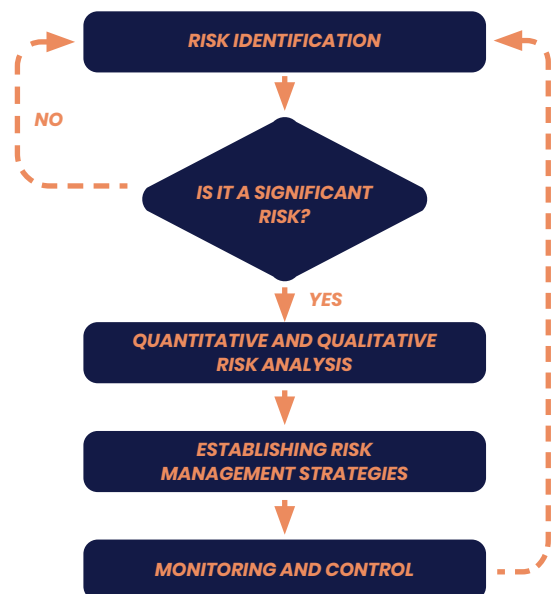 RISK IDENTIFICATION
NO
IS IT A SIGNIFICANT
RISK?
YES
QUANTITATIVE AND QUALITATIVE
RISK ANALYSIS
ESTABLISHING RISK
MANAGEMENT STRATEGIES
MONITORING AND CONTROL